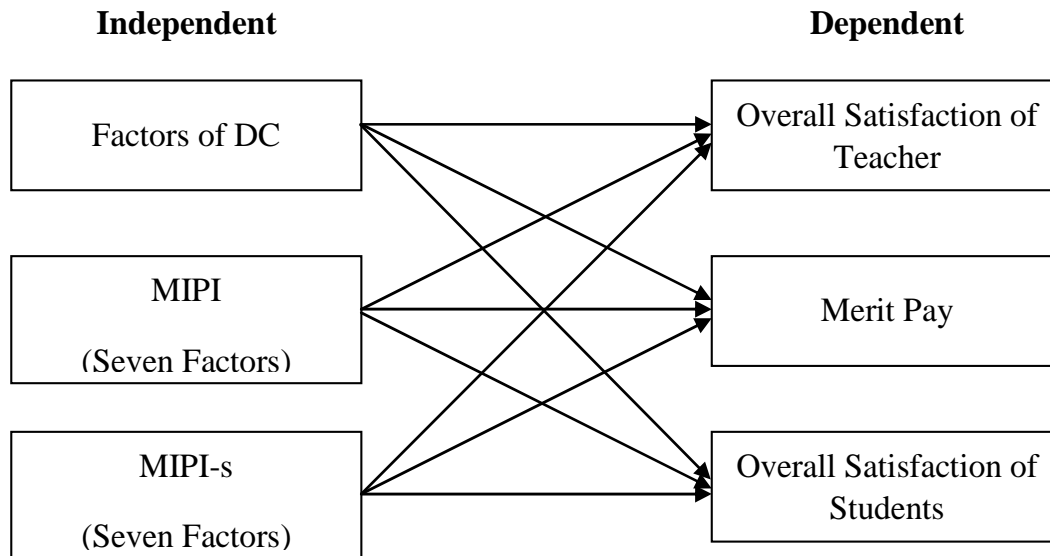 Independent
Dependent
Factors of DC
Overall Satisfaction of
Teacher
MIPI
(Seven Factors)
Merit Pay
MIPI-s
(Seven Factors)
Overall Satisfaction of
Students